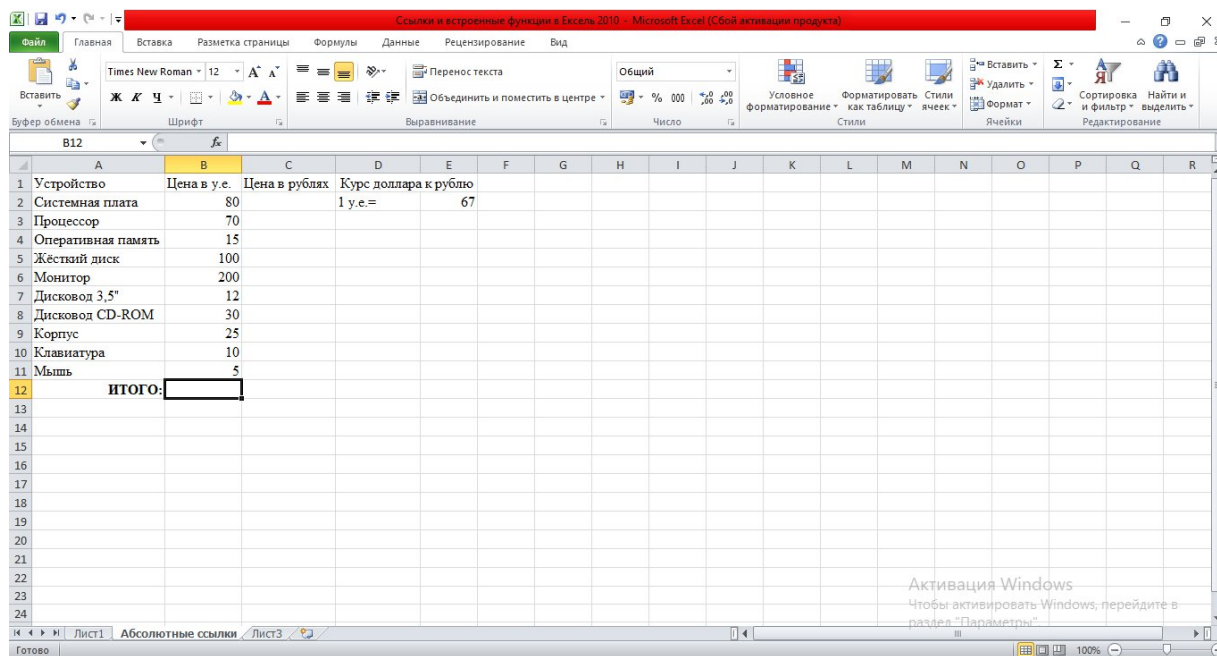 Ссылки и встроенные функции в Ексель 2010 - Microsoft Excel (Сбой активации продукта)
Файл Главная Вставка Разметка страницы Формулы Данные Рецензирование Вид
Times New Roman 12 Перенос текста Общий Вставить Σ
Вставить Ж К Ч Объединить и поместить в центре % 000 Условное форматирование Форматировать как таблицу Стили ячеек Удалить Формат Сортировка и фильтр Найти и выделить
Буфер обмена Шрифт Выравнивание Число Стили Ячейки Редактирование
B12 fx
A B C D E F G H I J K L M N O P Q R
1 Устройство Цена в у.е. Цена в рублях Курс доллара к рублю
2 Системная плата 80 1 у.е.= 67
3 Процессор 70
4 Оперативная память 15
5 Жёсткий диск 100
6 Монитор 200
7 Дисковод 3,5" 12
8 Дисковод CD-ROM 30
9 Корпус 25
10 Клавиатура 10
11 Мышь 5
12 ИТОГО:
13
14
15
16
17
18
19
20
21
22
23
24
Активация Windows
Чтобы активировать Windows, перейдите в
раздел "Параметры".
Лист1 Абсолютные ссылки Лист3
Готово 100%